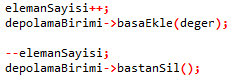 elemanSayisi++;
depolamaBirimi->basaEkle(deger);
--elemanSayisi;
depolamaBirimi->bastanSil();